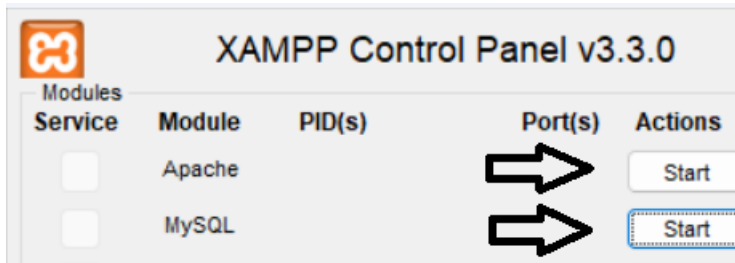 XAMPP Control Panel v3.3.0
Modules
Service Module PID(s) Port(s) Actions
Apache Start
MySQL Start